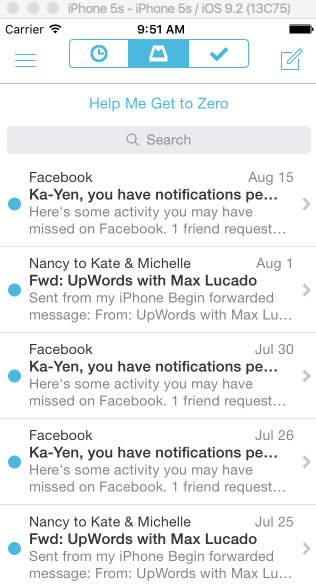 iPhone 5s - iPhone 5s / iOS 9.2 (13C75)
Carrier 9:51 AM
Help Me Get to Zero
Search
Facebook Aug 15
Ka-Yen, you have notifications pe...
Here's some activity you may have
missed on Facebook. 1 friend request...
Nancy to Kate & Michelle Aug 1
Fwd: UpWords with Max Lucado
Sent from my iPhone Begin forwarded
message: From: UpWords with Max Lu...
Facebook Jul 30
Ka-Yen, you have notifications pe...
Here's some activity you may have
missed on Facebook. 1 friend request...
Facebook Jul 26
Ka-Yen, you have notifications pe...
Here's some activity you may have
missed on Facebook. 1 friend request...
Nancy to Kate & Michelle Jul 25
Fwd: UpWords with Max Lucado
Sent from my iPhone Begin forwarded
message: From: UpWords with Max Lu...